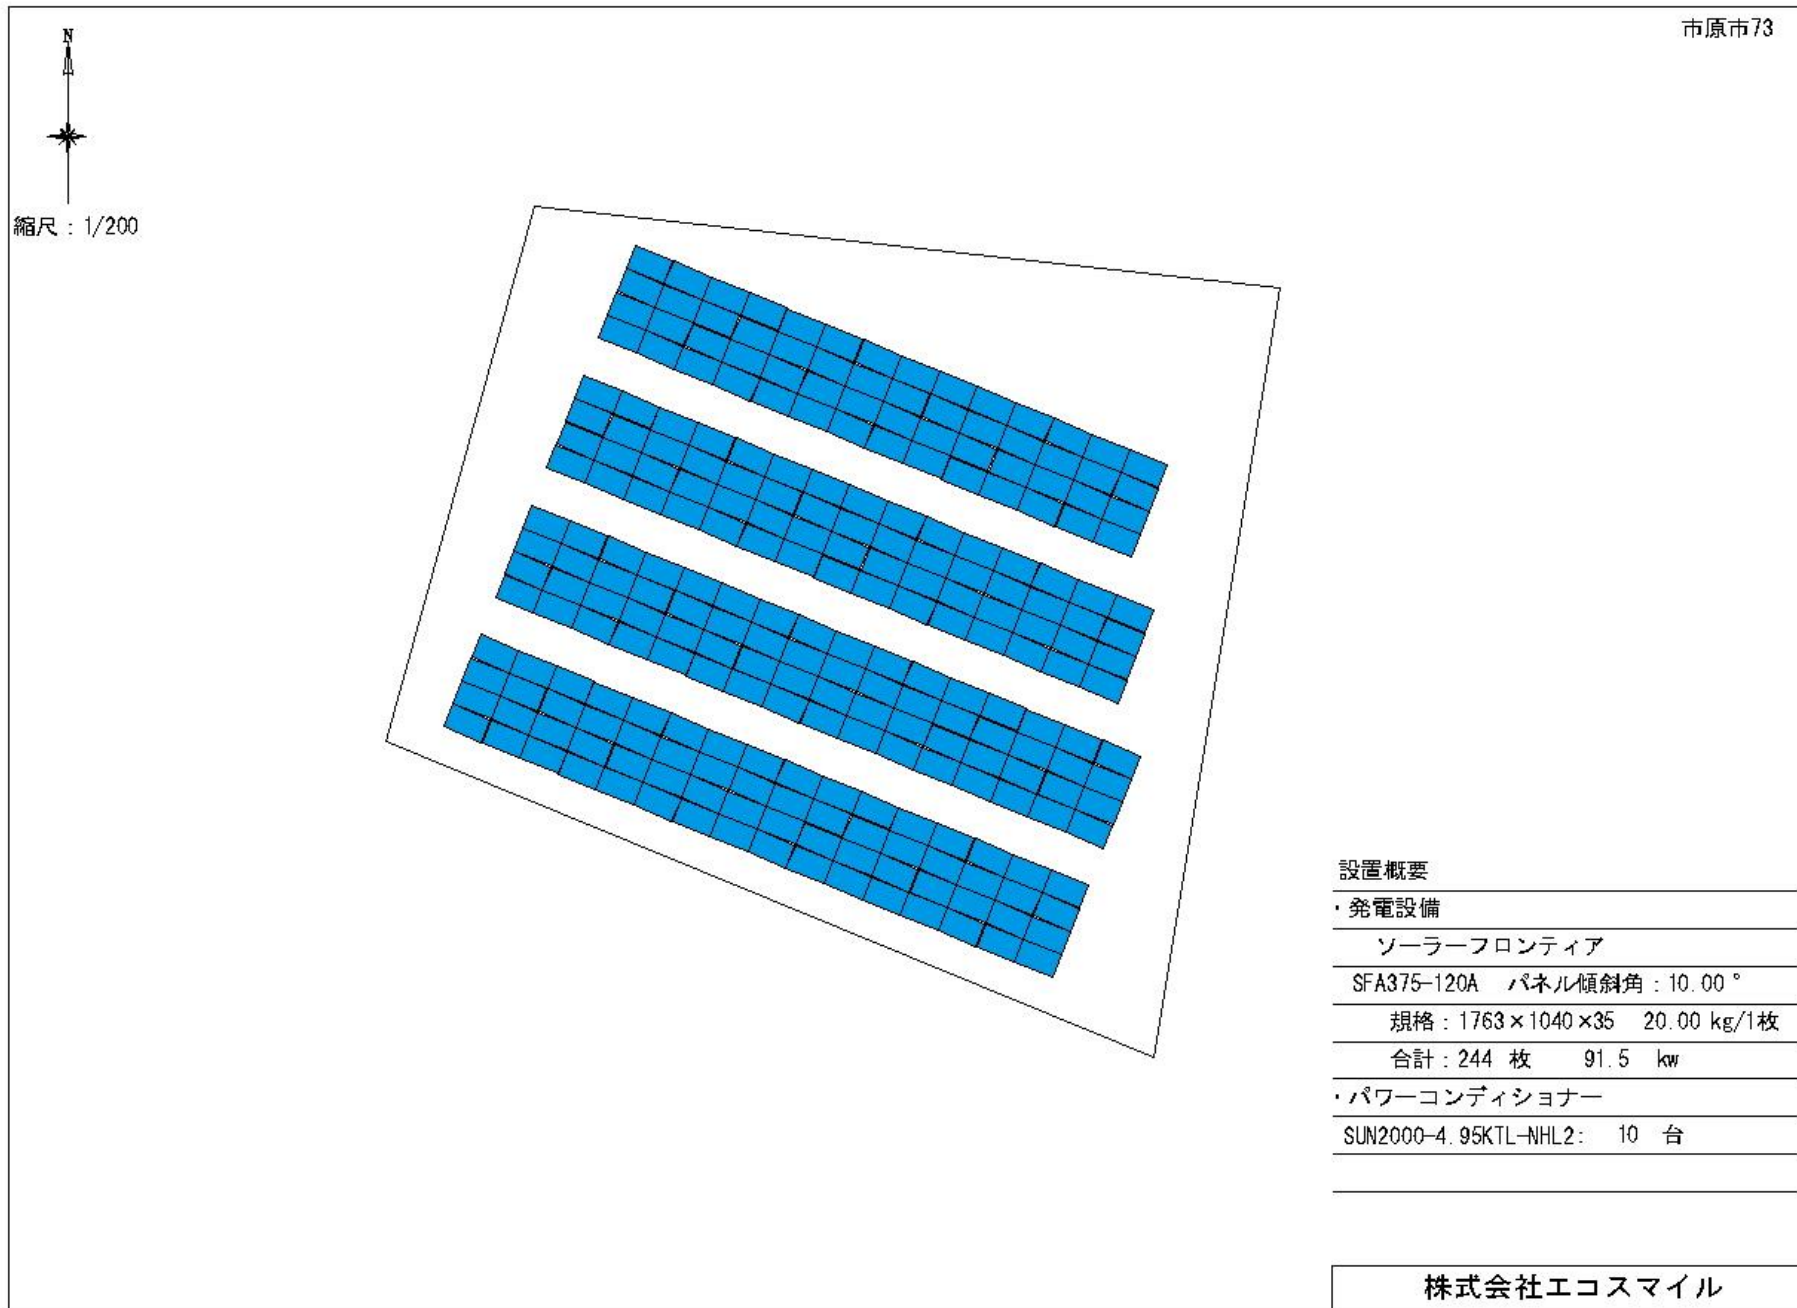 市原市73
N
縮尺：1/200
設置概要
・発電設備
ソーラーフロンティア
SFA375-120A　パネル傾斜角：10.00°
規格：1763×1040×35　20.00 kg/1枚
合計：244 枚　91.5 kw
・パワーコンディショナー
SUN2000-4.95KTL-NHL2:　10 台
株式会社エコスマイル